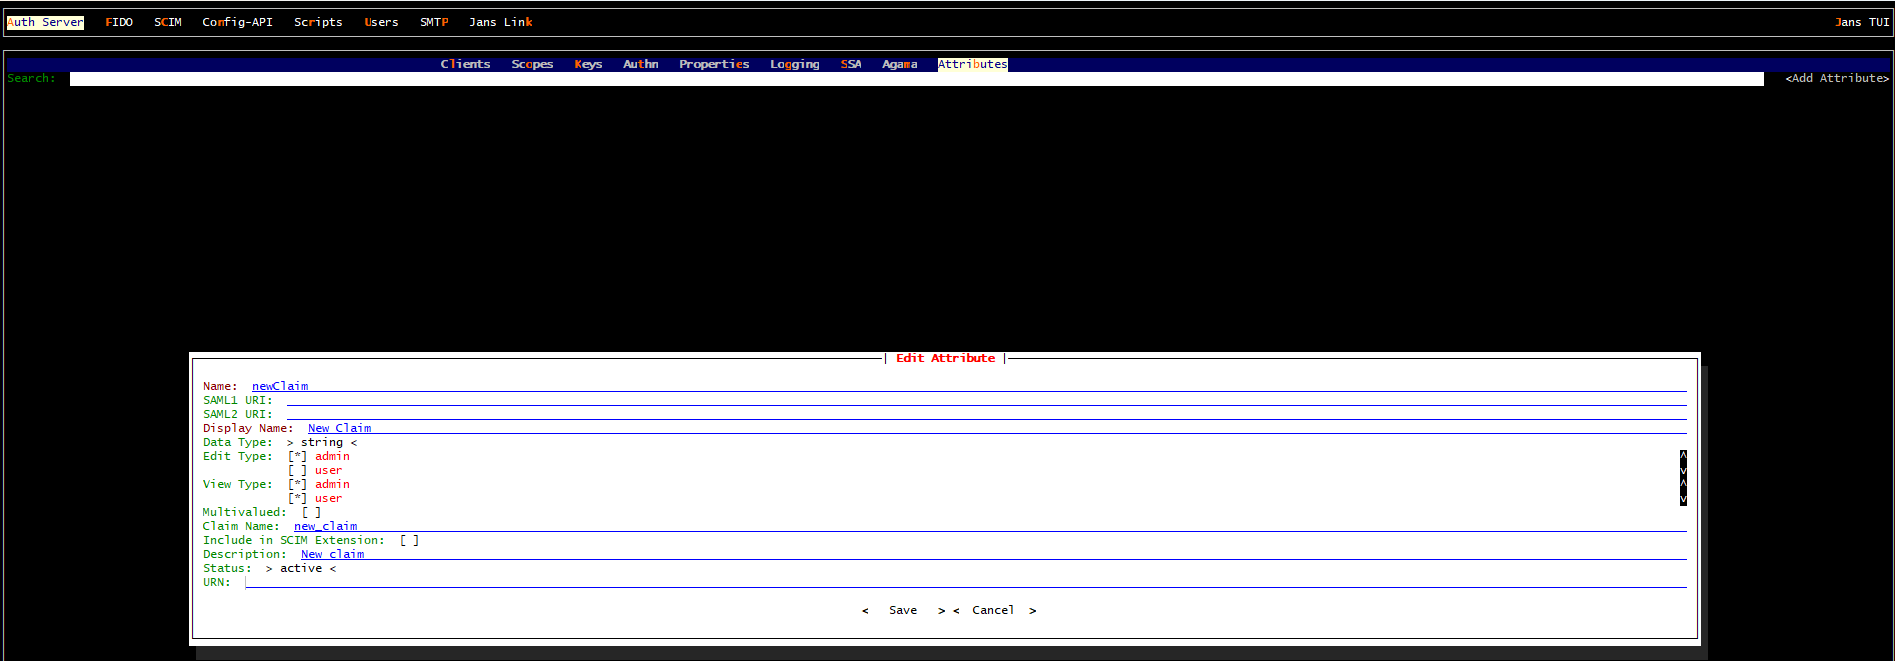 Auth Server FIDO SCIM Config-API Scripts Users SMTP Jans Link Jans TUI
Clients Scopes Keys Authn Properties Logging SSA Agama Attributes
Search: <Add Attribute>
| Edit Attribute |
Name: newClaim
SAML1 URI:
SAML2 URI:
Display Name: New Claim
Data Type: > string <
Edit Type: [*] admin ^
[ ] user v
View Type: [*] admin ^
[*] user v
Multivalued: [ ]
Claim Name: new_claim
Include in SCIM Extension: [ ]
Description: New claim
Status: > active <
URN:
< Save > < Cancel >